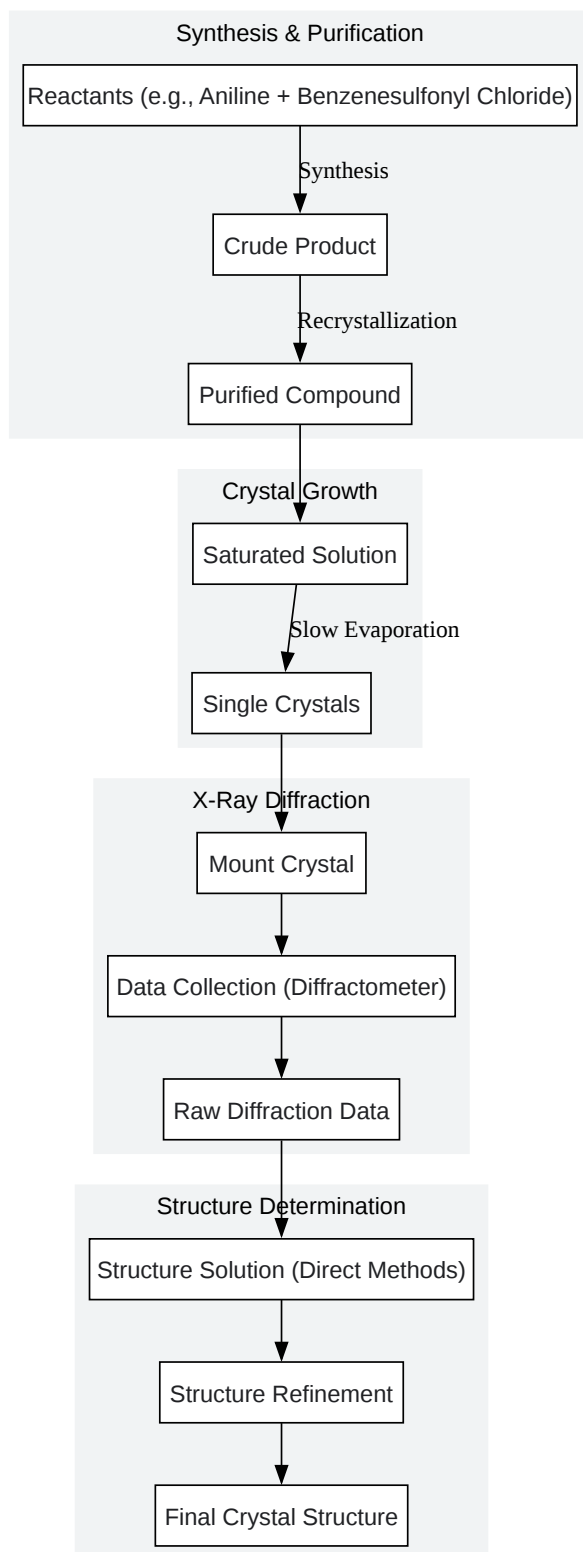 Synthesis & Purification
Reactants (e.g., Aniline + Benzenesulfonyl Chloride)
Synthesis
Crude Product
Recrystallization
Purified Compound
Crystal Growth
Saturated Solution
Slow Evaporation
Single Crystals
X-Ray Diffraction
Mount Crystal
Data Collection (Diffractometer)
Raw Diffraction Data
Structure Determination
Structure Solution (Direct Methods)
Structure Refinement
Final Crystal Structure